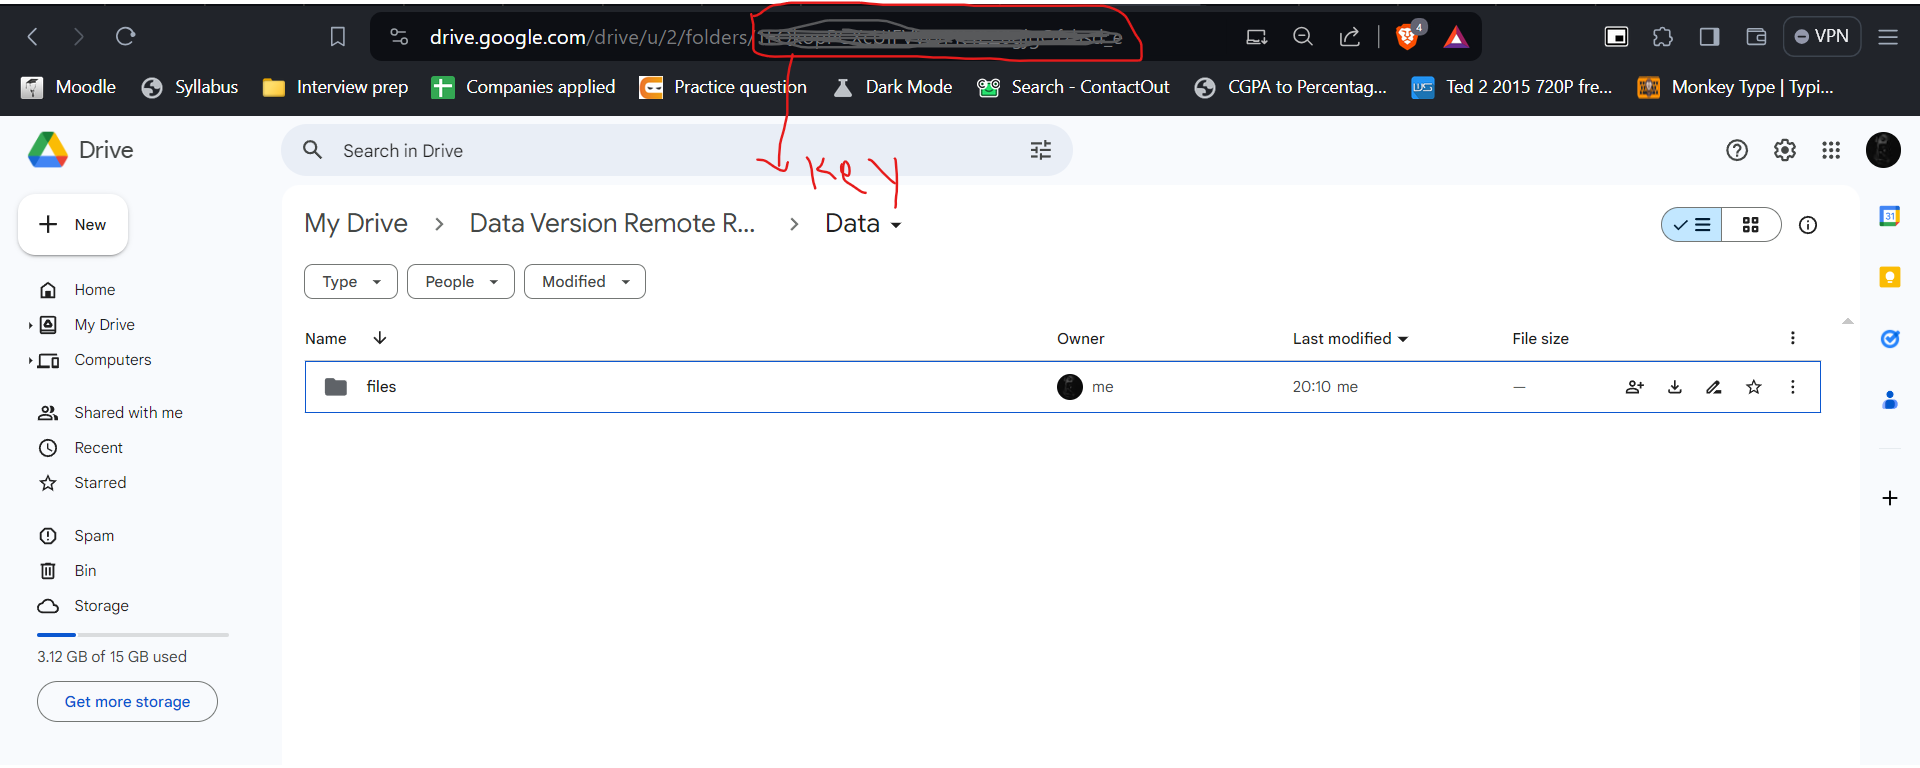 drive.google.com/drive/u/2/folders/
4
VPN
Moodle Syllabus Interview prep Companies applied Practice question Dark Mode Search - ContactOut CGPA to Percentag... Ted 2 2015 720P fre... Monkey Type | Typi...
Drive
Search in Drive
Key
New
My Drive Data Version Remote R... Data
31
Type People Modified
Home
My Drive
Computers
Shared with me
Recent
Starred
Spam
Bin
Storage
3.12 GB of 15 GB used
Get more storage
Name Owner Last modified File size
files me 20:10 me —